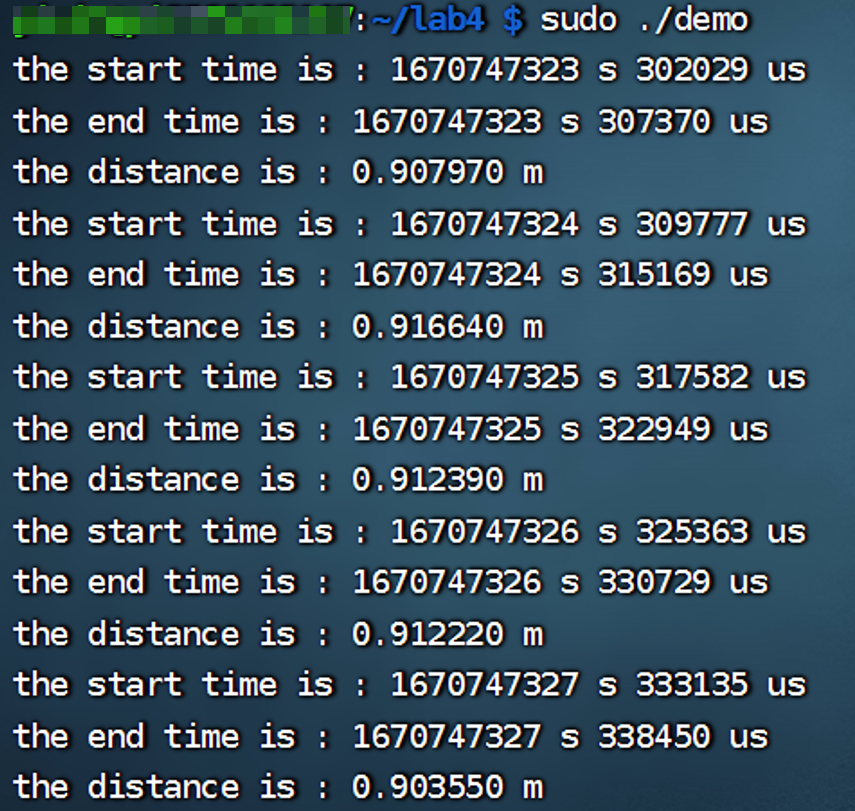 :~/lab4 $ sudo ./demo
the start time is : 1670747323 s 302029 us
the end time is : 1670747323 s 307370 us
the distance is : 0.907970 m
the start time is : 1670747324 s 309777 us
the end time is : 1670747324 s 315169 us
the distance is : 0.916640 m
the start time is : 1670747325 s 317582 us
the end time is : 1670747325 s 322949 us
the distance is : 0.912390 m
the start time is : 1670747326 s 325363 us
the end time is : 1670747326 s 330729 us
the distance is : 0.912220 m
the start time is : 1670747327 s 333135 us
the end time is : 1670747327 s 338450 us
the distance is : 0.903550 m